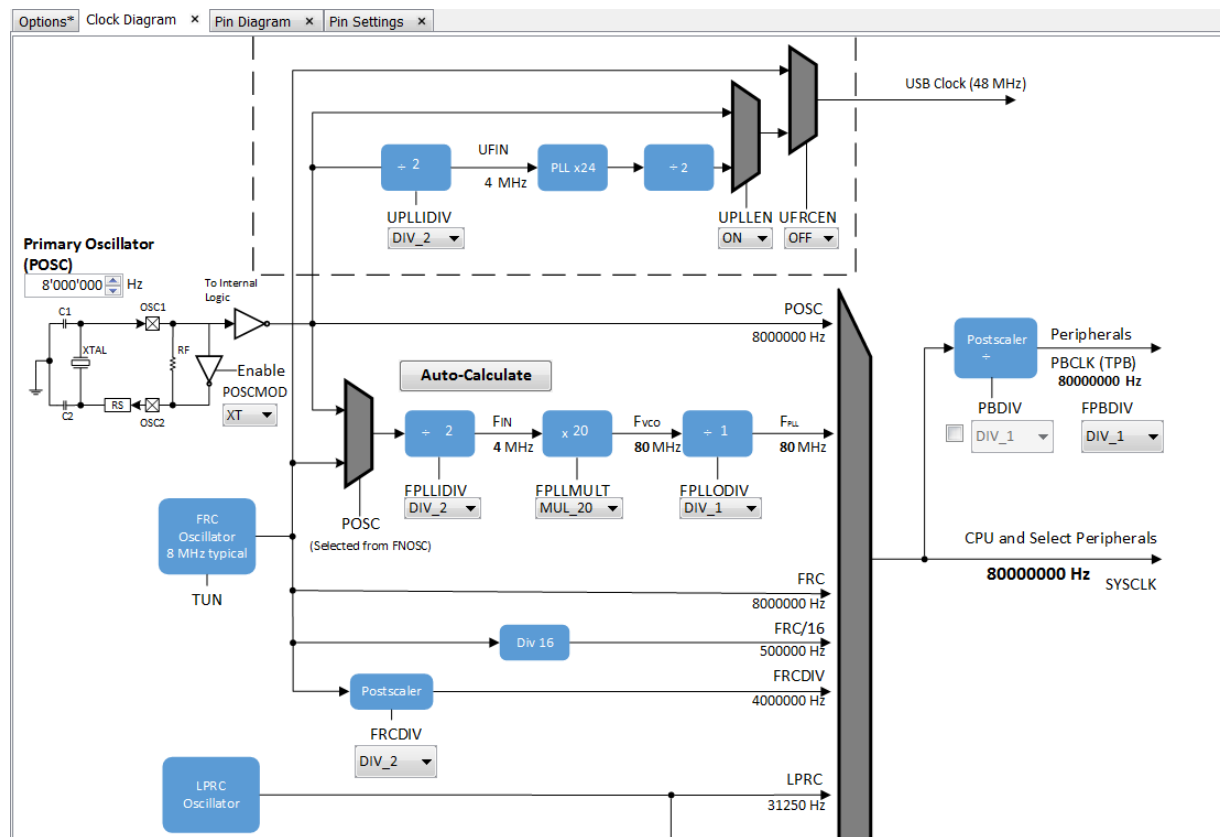 Options*
Clock Diagram ×
Pin Diagram ×
Pin Settings ×
USB Clock (48 MHz)
÷ 2
UFIN
4 MHz
PLL x24
÷ 2
UPLLIDIV
DIV_2
UPLLEN
ON
UFRCEN
OFF
Primary Oscillator
(POSC)
8'000'000 Hz
To Internal
Logic
C1
OSC1
XTAL
RF
Enable
POSCMOD
XT
C2
RS
OSC2
POSC
8000000 Hz
Auto-Calculate
÷ 2
FIN
4 MHz
x 20
FVCO
80 MHz
÷ 1
FPLL
80 MHz
FPLLIDIV
DIV_2
FPLLMULT
MUL_20
FPLLODIV
DIV_1
POSC
(Selected from FNOSC)
Postscaler
÷
Peripherals
PBCLK (TPB)
80000000 Hz
PBDIV
DIV_1
FPBDIV
DIV_1
CPU and Select Peripherals
80000000 Hz
SYSCLK
FRC
Oscillator
8 MHz typical
TUN
FRC
8000000 Hz
Div 16
FRC/16
500000 Hz
Postscaler
FRCDIV
4000000 Hz
FRCDIV
DIV_2
LPRC
Oscillator
LPRC
31250 Hz